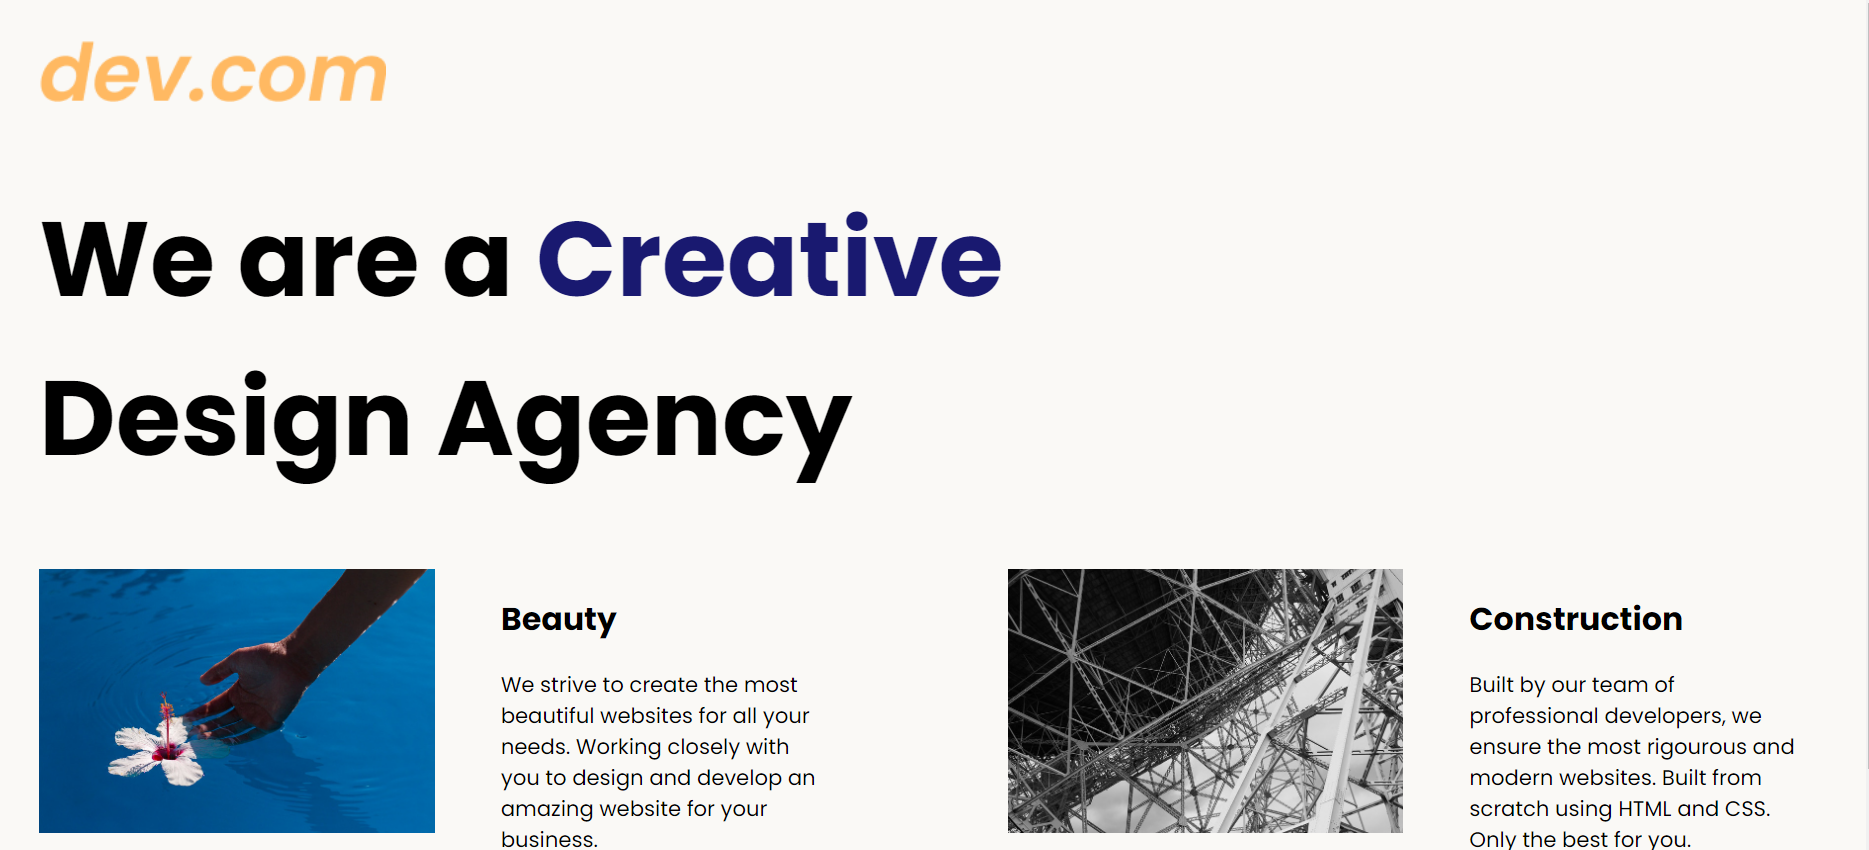 dev.com
We are a Creative
Design Agency
Beauty
We strive to create the most
beautiful websites for all your
needs. Working closely with
you to design and develop an
amazing website for your
business.
Construction
Built by our team of
professional developers, we
ensure the most rigourous and
modern websites. Built from
scratch using HTML and CSS.
Only the best for you.